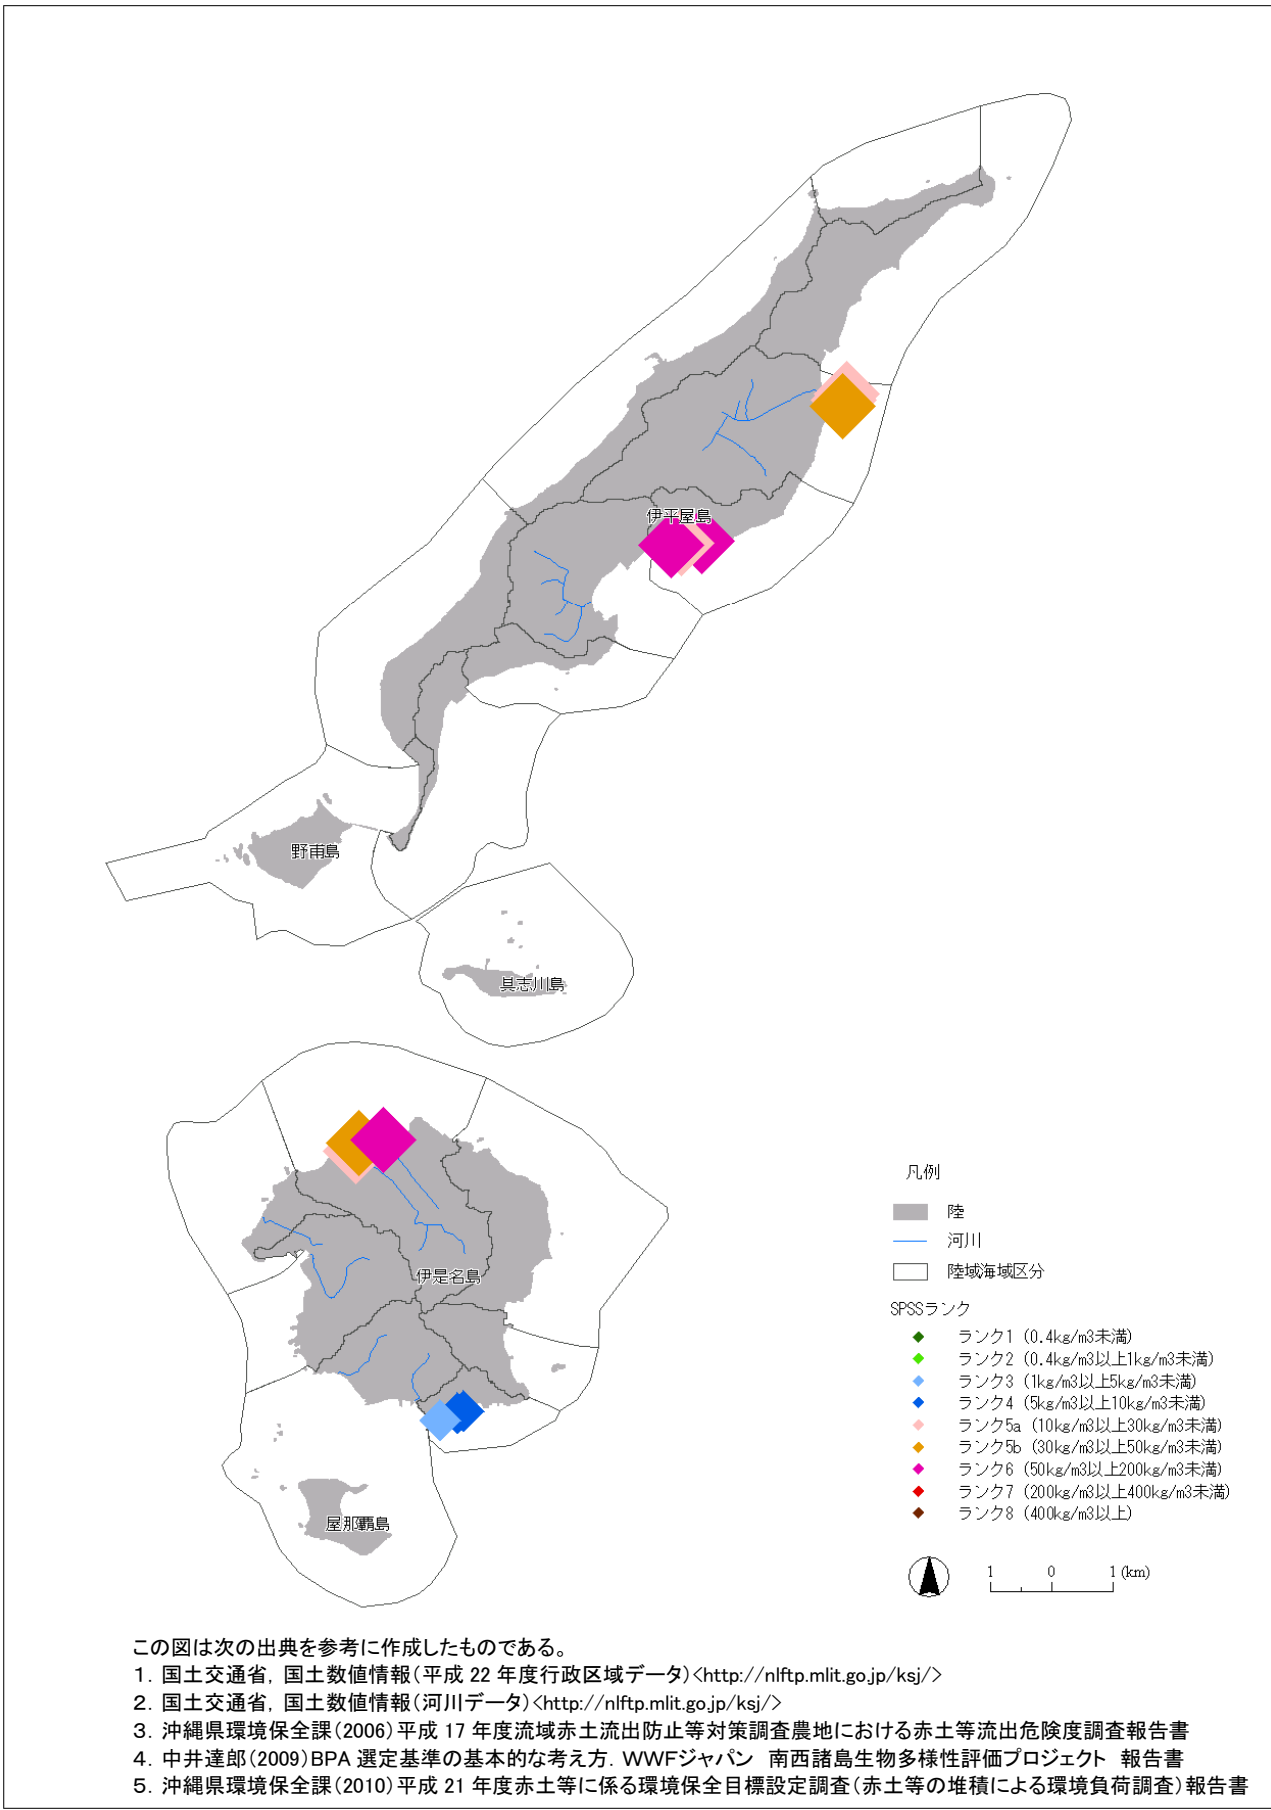 伊平屋島
野甫島
具志川島
伊是名島
屋那覇島
凡例
陸
河川
陸域海域区分
SPSSランク
ランク1 (0.4kg/m3未満)
ランク2 (0.4kg/m3以上1kg/m3未満)
ランク3 (1kg/m3以上5kg/m3未満)
ランク4 (5kg/m3以上10kg/m3未満)
ランク5a (10kg/m3以上30kg/m3未満)
ランク5b (30kg/m3以上50kg/m3未満)
ランク6 (50kg/m3以上200kg/m3未満)
ランク7 (200kg/m3以上400kg/m3未満)
ランク8 (400kg/m3以上)
1 0 1 (km)
この図は次の出典を参考に作成したものである。
1. 国土交通省, 国土数値情報(平成 22 年度行政区域データ)<http://nlftp.mlit.go.jp/ksj/>
2. 国土交通省, 国土数値情報(河川データ)<http://nlftp.mlit.go.jp/ksj/>
3. 沖縄県環境保全課(2006)平成 17 年度流域赤土流出防止等対策調査農地における赤土等流出危険度調査報告書
4. 中井達郎(2009)BPA 選定基準の基本的な考え方. WWFジャパン 南西諸島生物多様性評価プロジェクト 報告書
5. 沖縄県環境保全課(2010)平成 21 年度赤土等に係る環境保全目標設定調査(赤土等の堆積による環境負荷調査)報告書